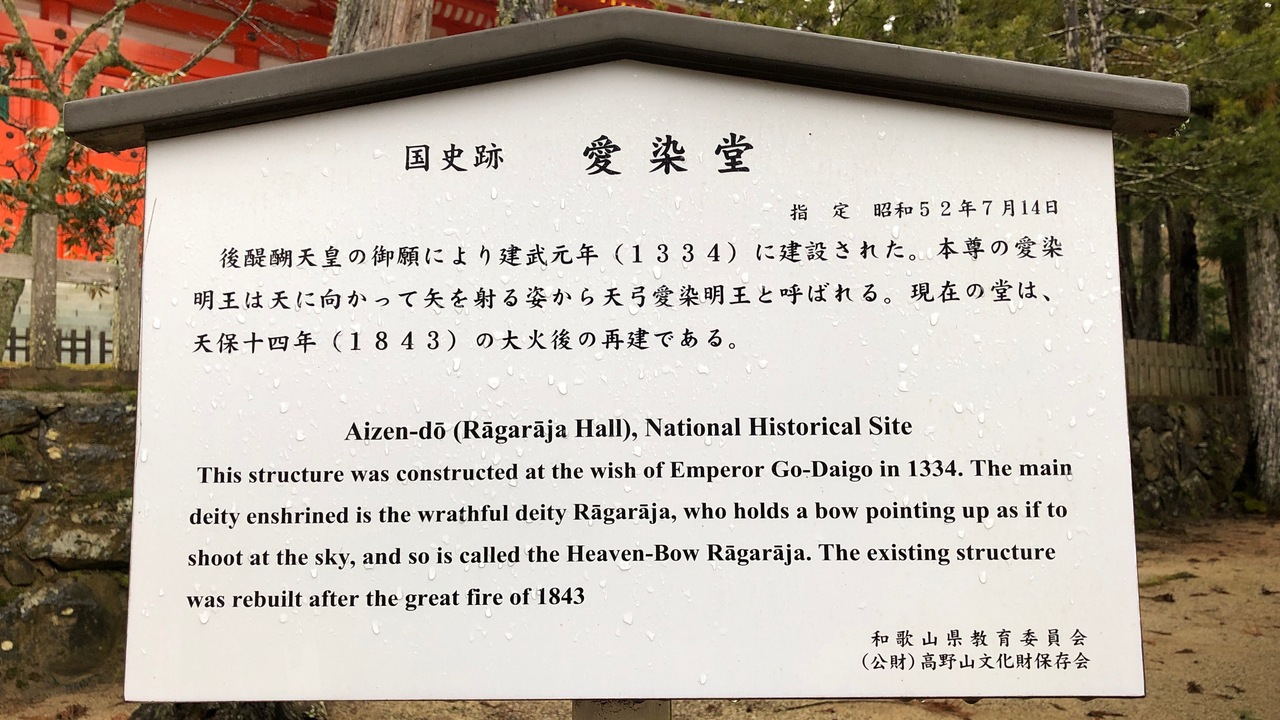 国史跡　愛染堂
指　定　昭和５２年７月14日
後醍醐天皇の御願により建武元年（１３３４）に建設された。本尊の愛染
明王は天に向かって矢を射る姿から天弓愛染明王と呼ばれる。現在の堂は、
天保十四年（１８４３）の大火後の再建である。
Aizen-dō (Rāgarāja Hall), National Historical Site
This structure was constructed at the wish of Emperor Go-Daigo in 1334. The main
deity enshrined is the wrathful deity Rāgarāja, who holds a bow pointing up as if to
shoot at the sky, and so is called the Heaven-Bow Rāgarāja. The existing structure
was rebuilt after the great fire of 1843
和歌山県教育委員会
(公財)高野山文化財保存会